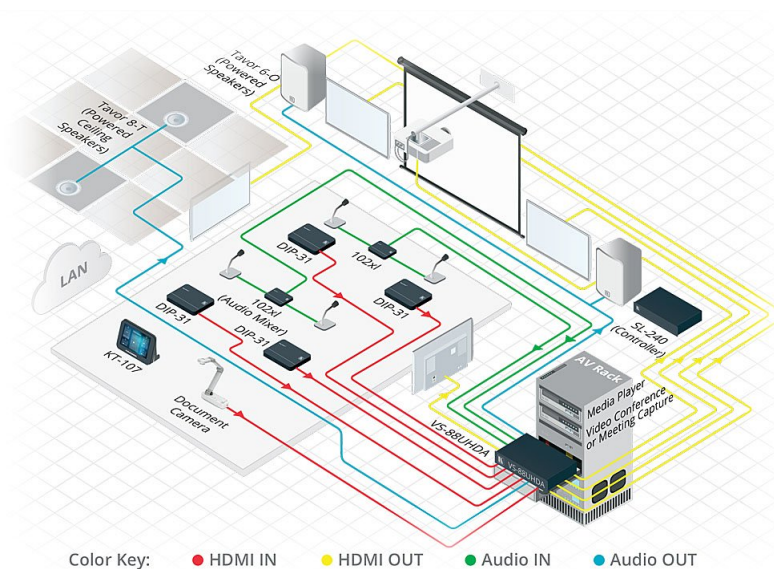 Tavor 6-O
(Powered
Speakers)
Tavor 8-T
(Powered
Ceiling
Speakers)
LAN
DIP-31
102xl
DIP-31
102xl
(Audio Mixer)
DIP-31
DIP-31
KT-107
Document
Camera
SL-240
(Controller)
AV Rack
Media Player
Video Conference
or Meeting Capture
VS-88UHDA
VS-88UHDA
Color Key:
HDMI IN
HDMI OUT
Audio IN
Audio OUT